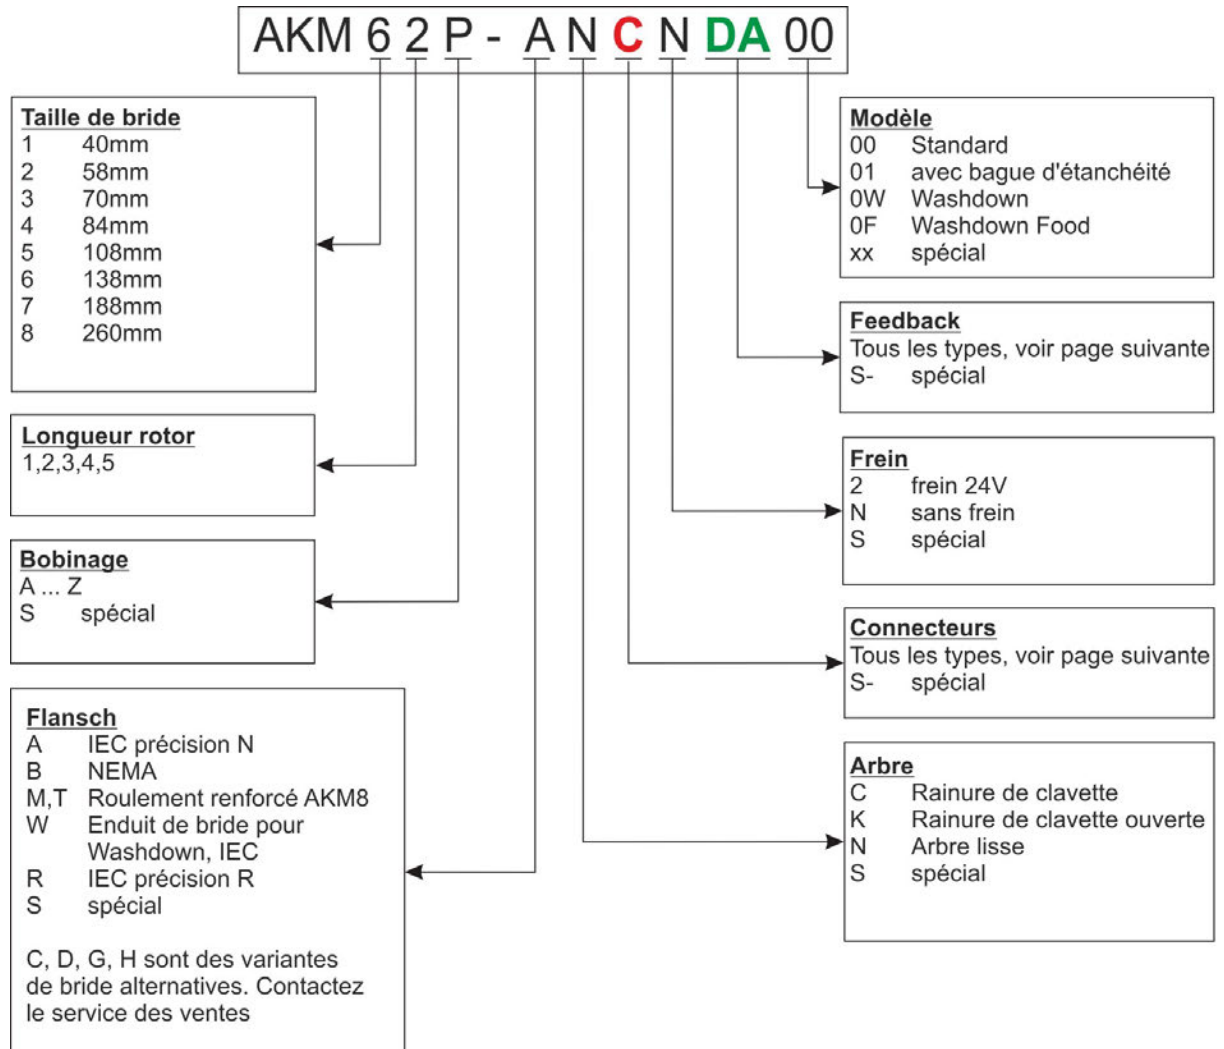 AKM 6 2 P - A N C N DA 00
Taille de bride
1 40mm
2 58mm
3 70mm
4 84mm
5 108mm
6 138mm
7 188mm
8 260mm
Longueur rotor
1,2,3,4,5
Bobinage
A ... Z
S spécial
Flansch
A IEC précision N
B NEMA
M,T Roulement renforcé AKM8
W Enduit de bride pour
Washdown, IEC
R IEC précision R
S spécial
C, D, G, H sont des variantes
de bride alternatives. Contactez
le service des ventes
Modèle
00 Standard
01 avec bague d'étanchéité
0W Washdown
0F Washdown Food
xx spécial
Feedback
Tous les types, voir page suivante
S- spécial
Frein
2 frein 24V
N sans frein
S spécial
Connecteurs
Tous les types, voir page suivante
S- spécial
Arbre
C Rainure de clavette
K Rainure de clavette ouverte
N Arbre lisse
S spécial